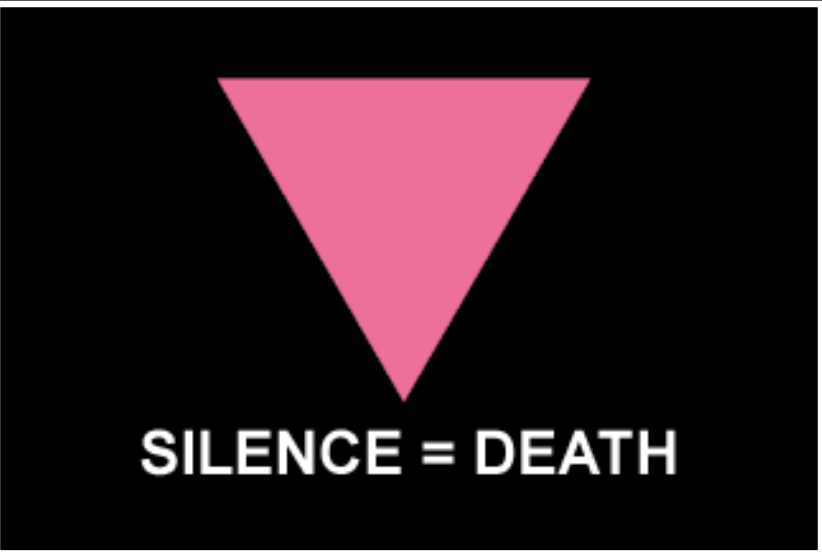 SILENCE = DEATH